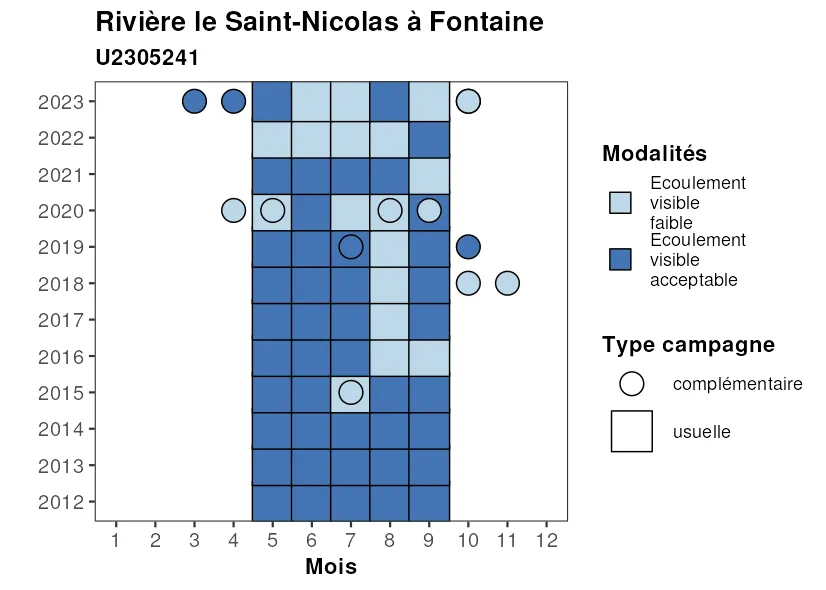 Rivière le Saint-Nicolas à Fontaine
U2305241
2023
2022
2021
2020
2019
2018
2017
2016
2015
2014
2013
2012
1 2 3 4 5 6 7 8 9 10 11 12
Mois
Modalités
Ecoulement
visible
faible
Ecoulement
visible
acceptable
Type campagne
complémentaire
usuelle